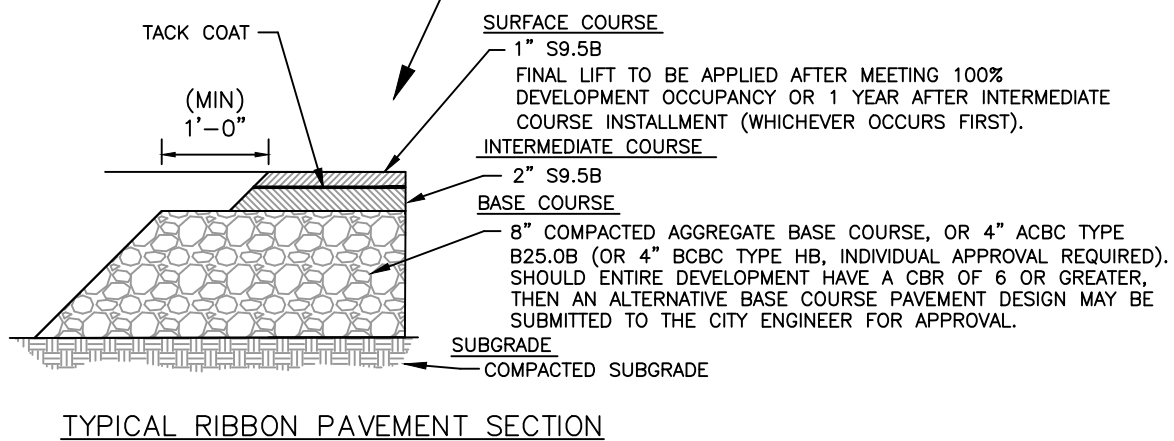 TACK COAT
(MIN)
1'-0"
SURFACE COURSE
1" S9.5B
FINAL LIFT TO BE APPLIED AFTER MEETING 100%
DEVELOPMENT OCCUPANCY OR 1 YEAR AFTER INTERMEDIATE
COURSE INSTALLMENT (WHICHEVER OCCURS FIRST).
INTERMEDIATE COURSE
2" S9.5B
BASE COURSE
8" COMPACTED AGGREGATE BASE COURSE, OR 4" ACBC TYPE
B25.0B (OR 4" BCBC TYPE HB, INDIVIDUAL APPROVAL REQUIRED).
SHOULD ENTIRE DEVELOPMENT HAVE A CBR OF 6 OR GREATER,
THEN AN ALTERNATIVE BASE COURSE PAVEMENT DESIGN MAY BE
SUBMITTED TO THE CITY ENGINEER FOR APPROVAL.
SUBGRADE
COMPACTED SUBGRADE
TYPICAL RIBBON PAVEMENT SECTION